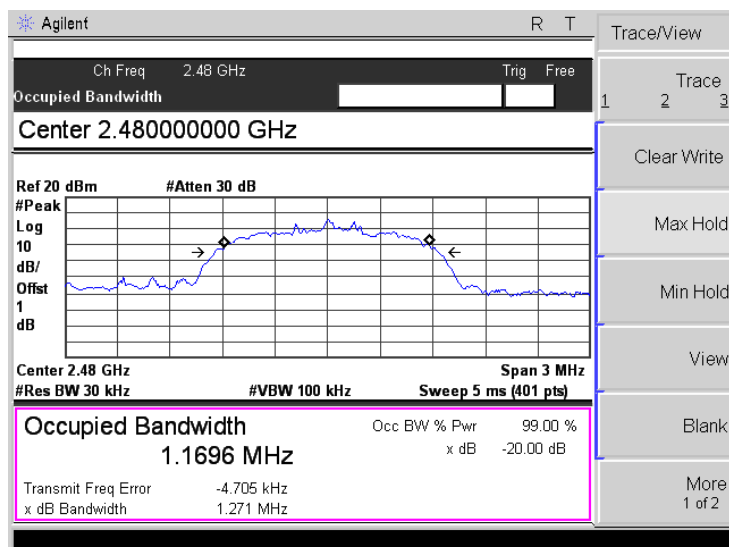 Agilent R T
Ch Freq 2.48 GHz Trig Free
Occupied Bandwidth
Center 2.480000000 GHz
Ref 20 dBm #Atten 30 dB
#Peak
Log
10
dB/
Offst
1
dB
Center 2.48 GHz Span 3 MHz
#Res BW 30 kHz #VBW 100 kHz Sweep 5 ms (401 pts)
Occupied Bandwidth Occ BW % Pwr 99.00 %
1.1696 MHz x dB -20.00 dB
Transmit Freq Error -4.705 kHz
x dB Bandwidth 1.271 MHz
Trace/View
Trace
1 2 3
Clear Write
Max Hold
Min Hold
View
Blank
More
1 of 2